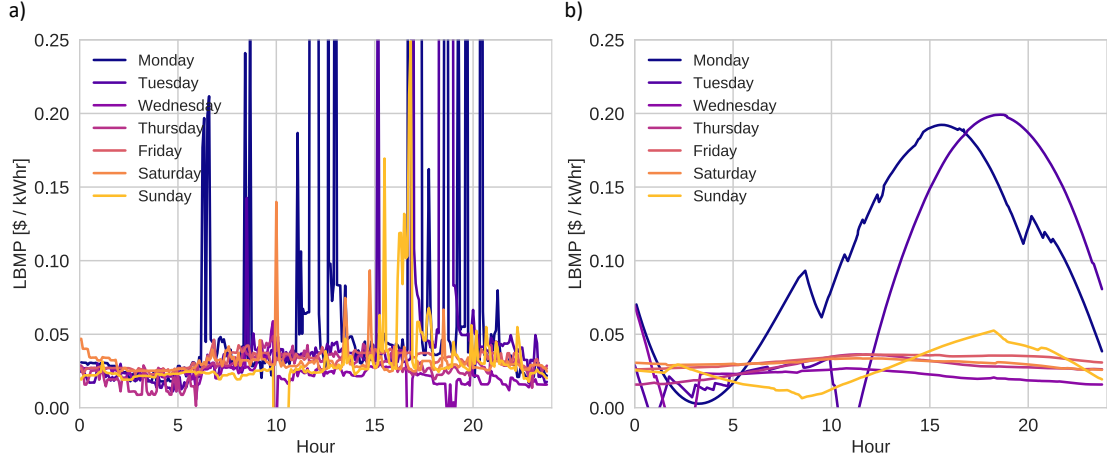 a)
LBMP [$ / kWhr]
0.25
0.20
0.15
0.10
0.05
0.00
Monday
Tuesday
Wednesday
Thursday
Friday
Saturday
Sunday
0 5 10 15 20
Hour
b)
LBMP [$ / kWhr]
0.25
0.20
0.15
0.10
0.05
0.00
Monday
Tuesday
Wednesday
Thursday
Friday
Saturday
Sunday
0 5 10 15 20
Hour